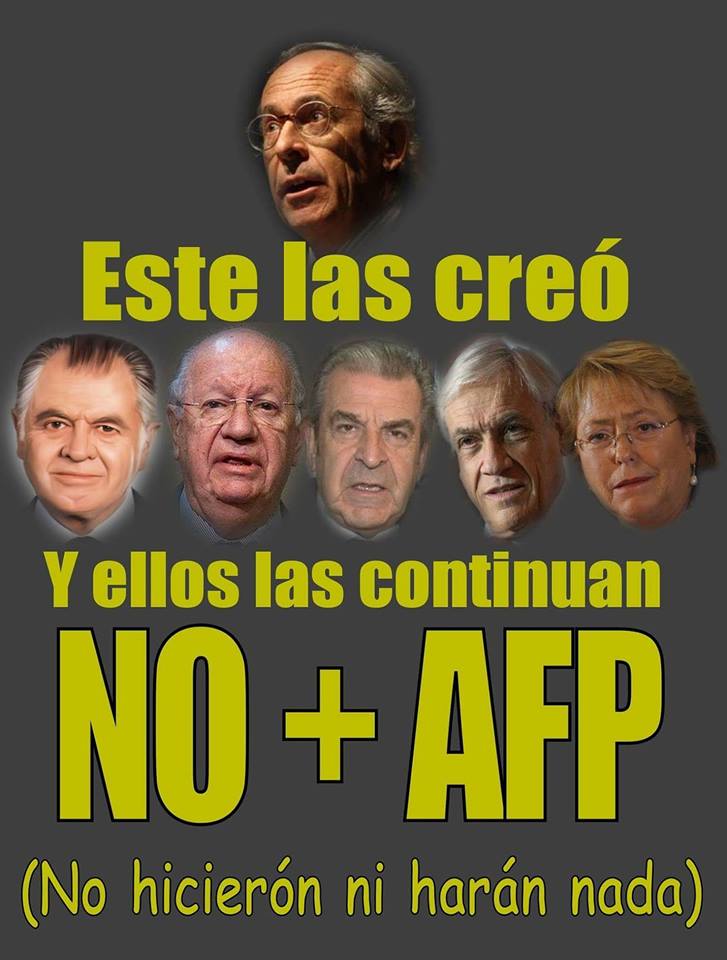 Este las creó
Y ellos las continuan
NO + AFP
(No hicierón ni harán nada)